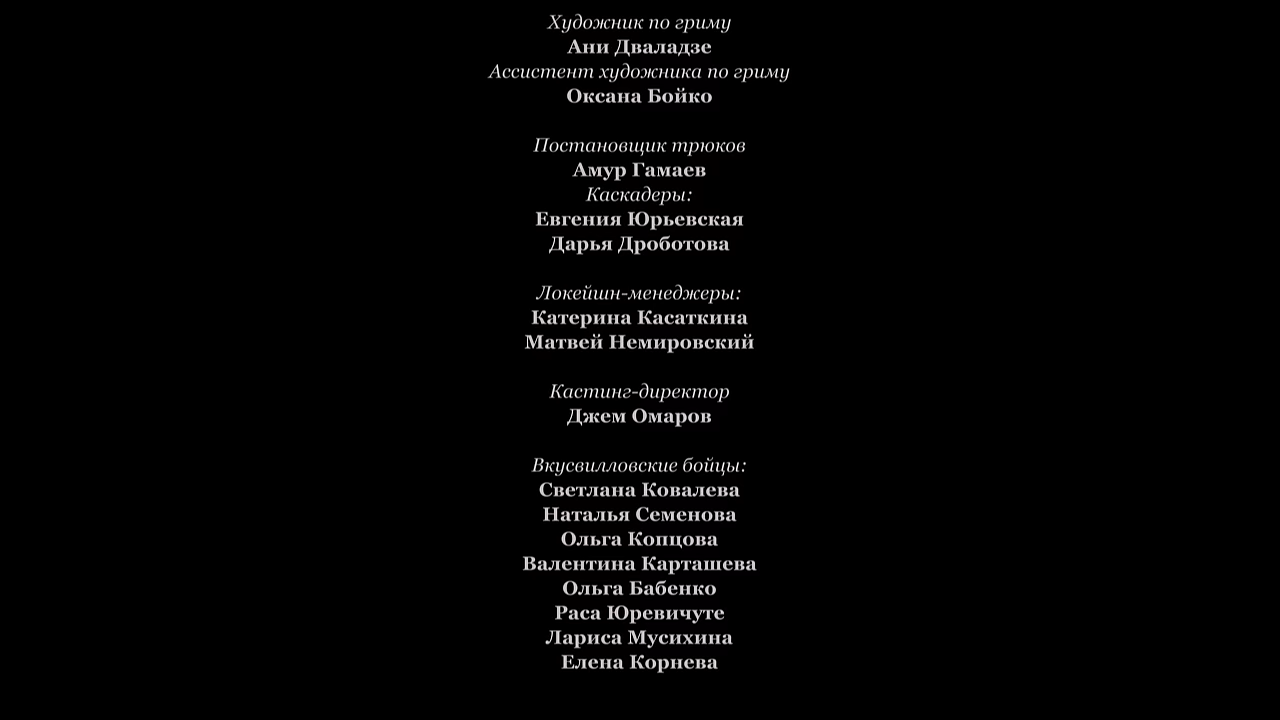 Художник по гриму
Ани Дваладзе
Ассистент художника по гриму
Оксана Бойко
Постановщик трюков
Амур Гамаев
Каскадеры:
Евгения Юрьевская
Дарья Дроботова
Локейшн-менеджеры:
Катерина Касаткина
Матвей Немировский
Кастинг-директор
Джем Омаров
Вкусвилловские бойцы:
Светлана Ковалева
Наталья Семенова
Ольга Копцова
Валентина Карташева
Ольга Бабенко
Раса Юревичуте
Лариса Мусихина
Елена Корнева